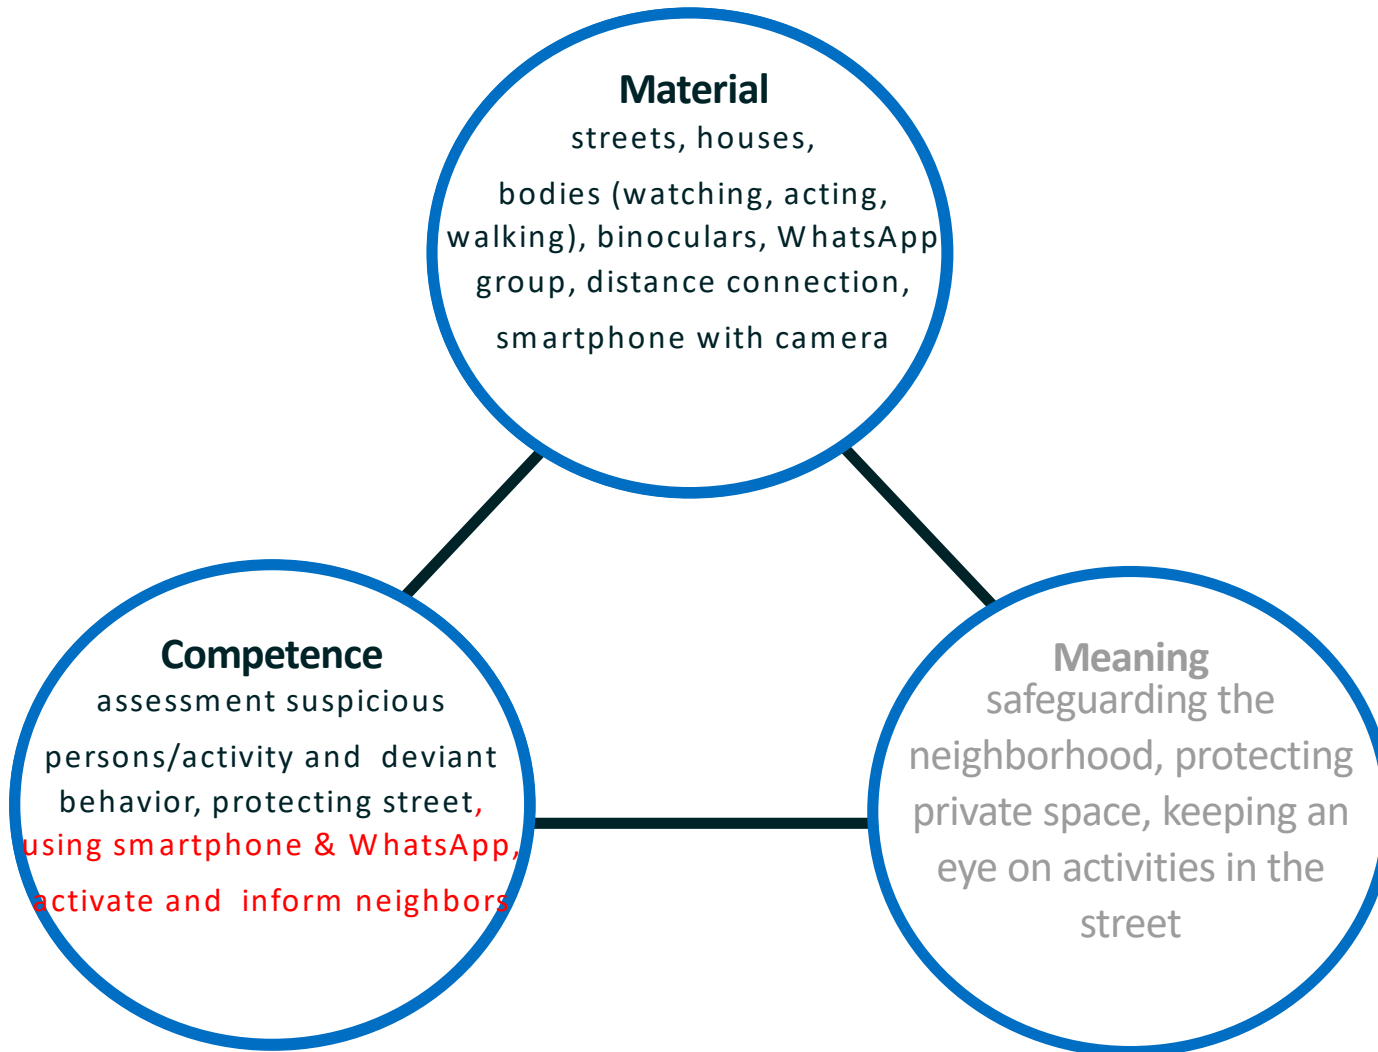 Material
streets, houses,
bodies (watching, acting,
walking), binoculars, WhatsApp
group, distance connection,
smartphone with camera
Competence
assessment suspicious
persons/activity and deviant
behavior, protecting street,
using smartphone & WhatsApp,
activate and inform neighbors
Meaning
safeguarding the
neighborhood, protecting
private space, keeping an
eye on activities in the
street